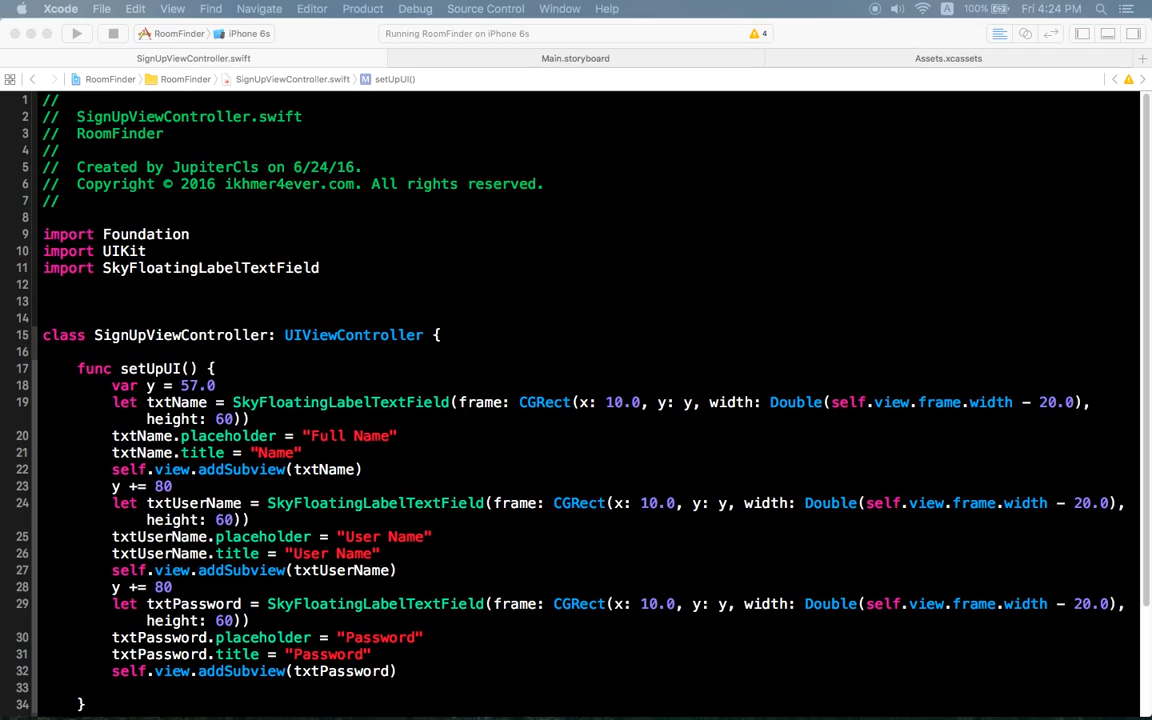 Xcode File Edit View Find Navigate Editor Product Debug Source Control Window Help 100% A Fri 4:24 PM
RoomFinder iPhone 6s Running RoomFinder on iPhone 6s 4
SignUpViewController.swift Main.storyboard Assets.xcassets
RoomFinder RoomFinder SignUpViewController.swift M setUpUI()
1 //
2 // SignUpViewController.swift
3 // RoomFinder
4 //
5 // Created by JupiterCls on 6/24/16.
6 // Copyright © 2016 ikhmer4ever.com. All rights reserved.
7 //
8
9 import Foundation
10 import UIKit
11 import SkyFloatingLabelTextField
12
13
14
15 class SignUpViewController: UIViewController {
16
17 func setUpUI() {
18 var y = 57.0
19 let txtName = SkyFloatingLabelTextField(frame: CGRect(x: 10.0, y: y, width: Double(self.view.frame.width - 20.0),
height: 60))
20 txtName.placeholder = "Full Name"
21 txtName.title = "Name"
22 self.view.addSubview(txtName)
23 y += 80
24 let txtUserName = SkyFloatingLabelTextField(frame: CGRect(x: 10.0, y: y, width: Double(self.view.frame.width - 20.0),
height: 60))
25 txtUserName.placeholder = "User Name"
26 txtUserName.title = "User Name"
27 self.view.addSubview(txtUserName)
28 y += 80
29 let txtPassword = SkyFloatingLabelTextField(frame: CGRect(x: 10.0, y: y, width: Double(self.view.frame.width - 20.0),
height: 60))
30 txtPassword.placeholder = "Password"
31 txtPassword.title = "Password"
32 self.view.addSubview(txtPassword)
33
34 }